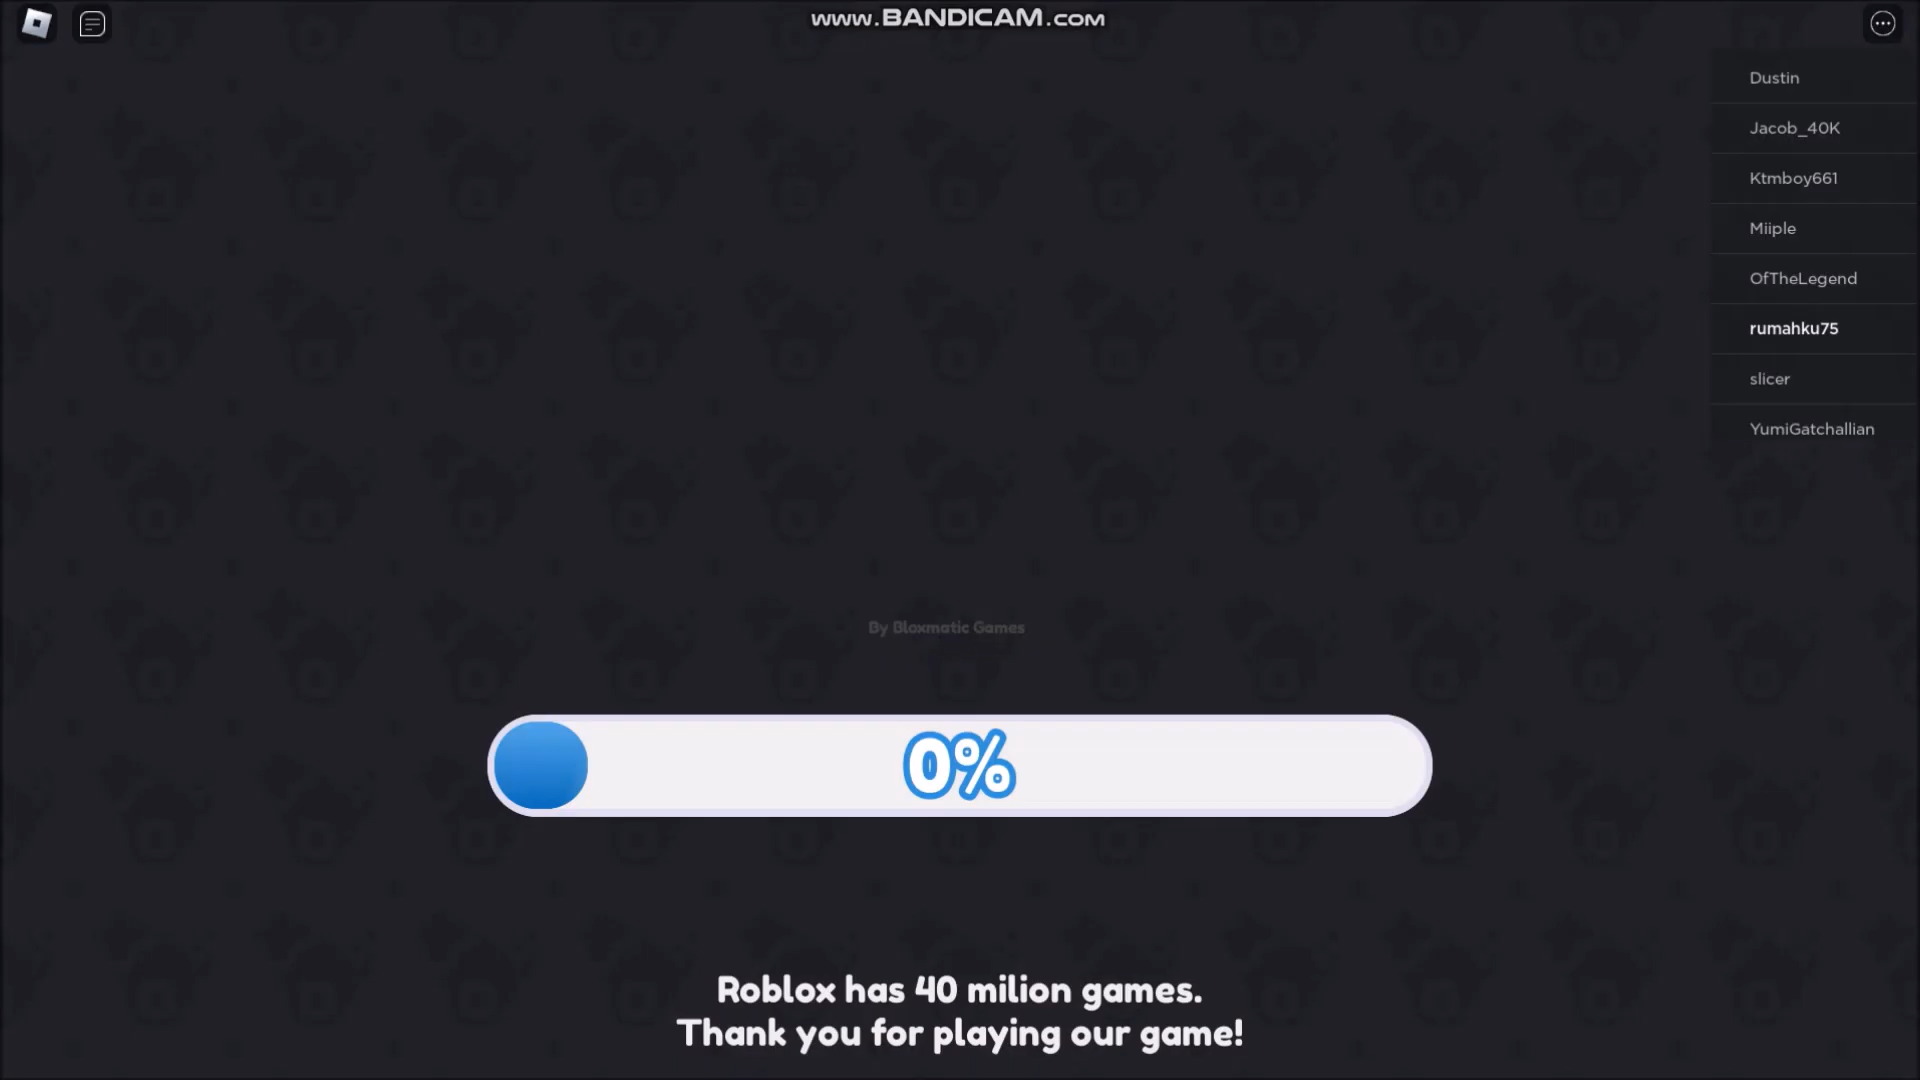 www.BANDICAM.com
Dustin
Jacob_40K
Ktmboy661
Miiple
OfTheLegend
rumahku75
slicer
YumiGatchallian
By Bloxmatic Games
0%
Roblox has 40 milion games.
Thank you for playing our game!